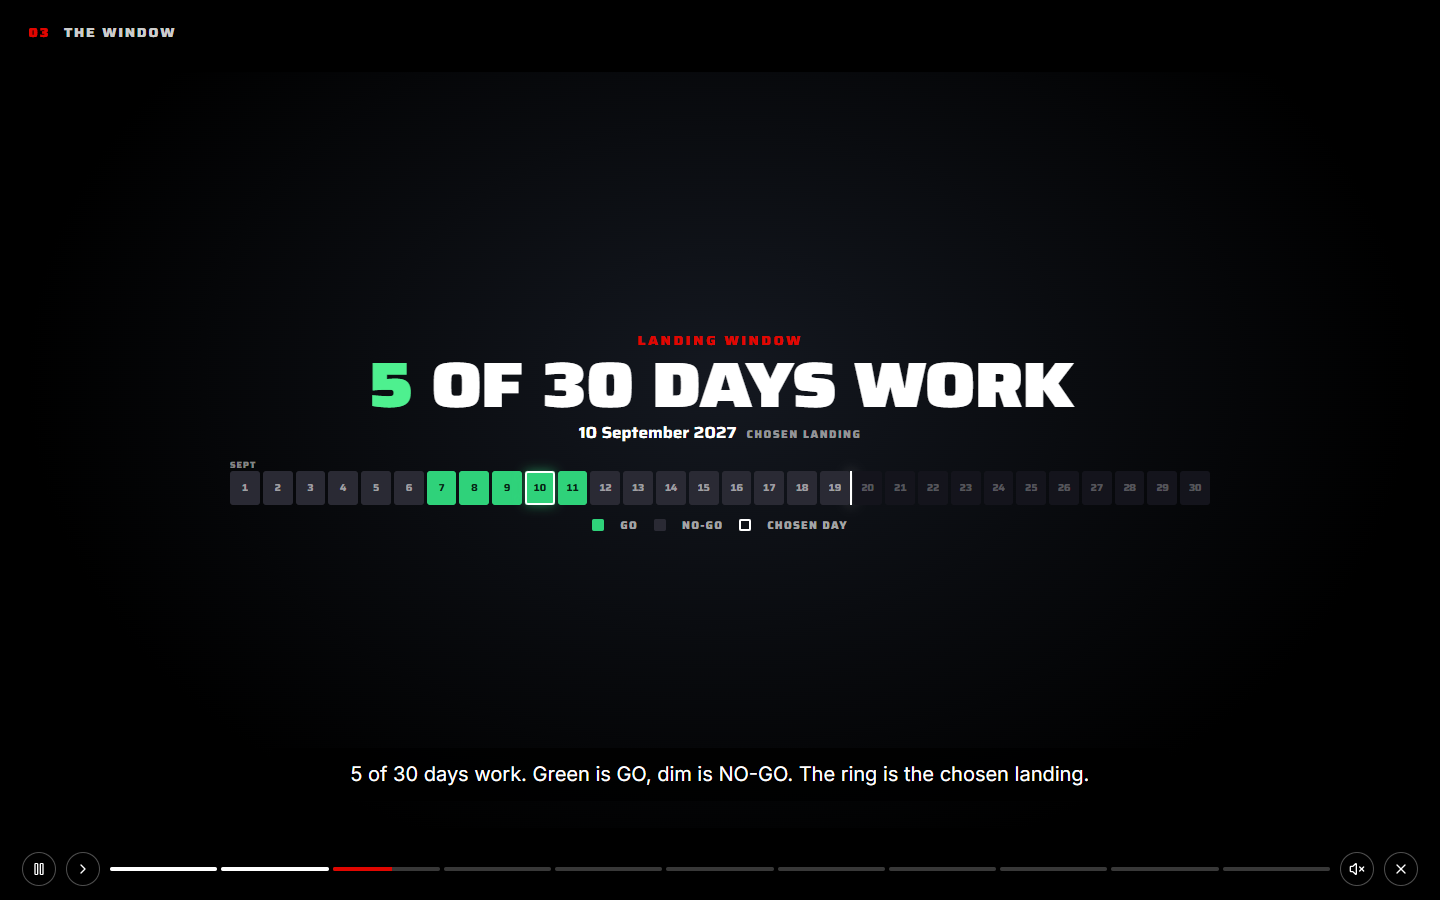 03 THE WINDOW
LANDING WINDOW
5 OF 30 DAYS WORK
10 September 2027 CHOSEN LANDING
SEPT
1 2 3 4 5 6 7 8 9 10 11 12 13 14 15 16 17 18 19 20 21 22 23 24 25 26 27 28 29 30
GO NO-GO CHOSEN DAY
5 of 30 days work. Green is GO, dim is NO-GO. The ring is the chosen landing.